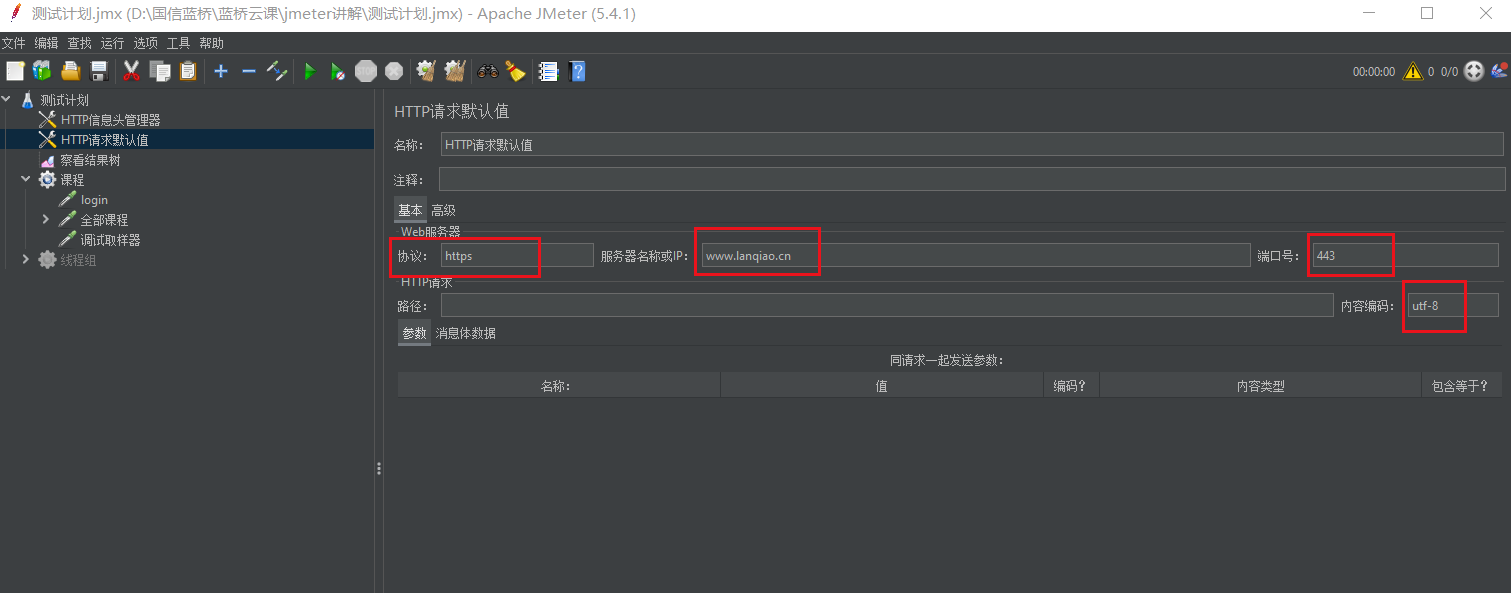 测试计划.jmx (D:\国信蓝桥\蓝桥云课\jmeter讲解\测试计划.jmx) - Apache JMeter (5.4.1)
文件 编辑 查找 运行 选项 工具 帮助
STOP 00:00:00 0 0/0
测试计划
HTTP信息头管理器
HTTP请求默认值
察看结果树
课程
login
全部课程
调试取样器
线程组
HTTP请求默认值
名称: HTTP请求默认值
注释:
基本 高级
Web服务器
协议: https 服务器名称或IP: www.lanqiao.cn 端口号: 443
HTTP请求
路径: 内容编码: utf-8
参数 消息体数据
同请求一起发送参数:
名称: 值 编码? 内容类型 包含等于?